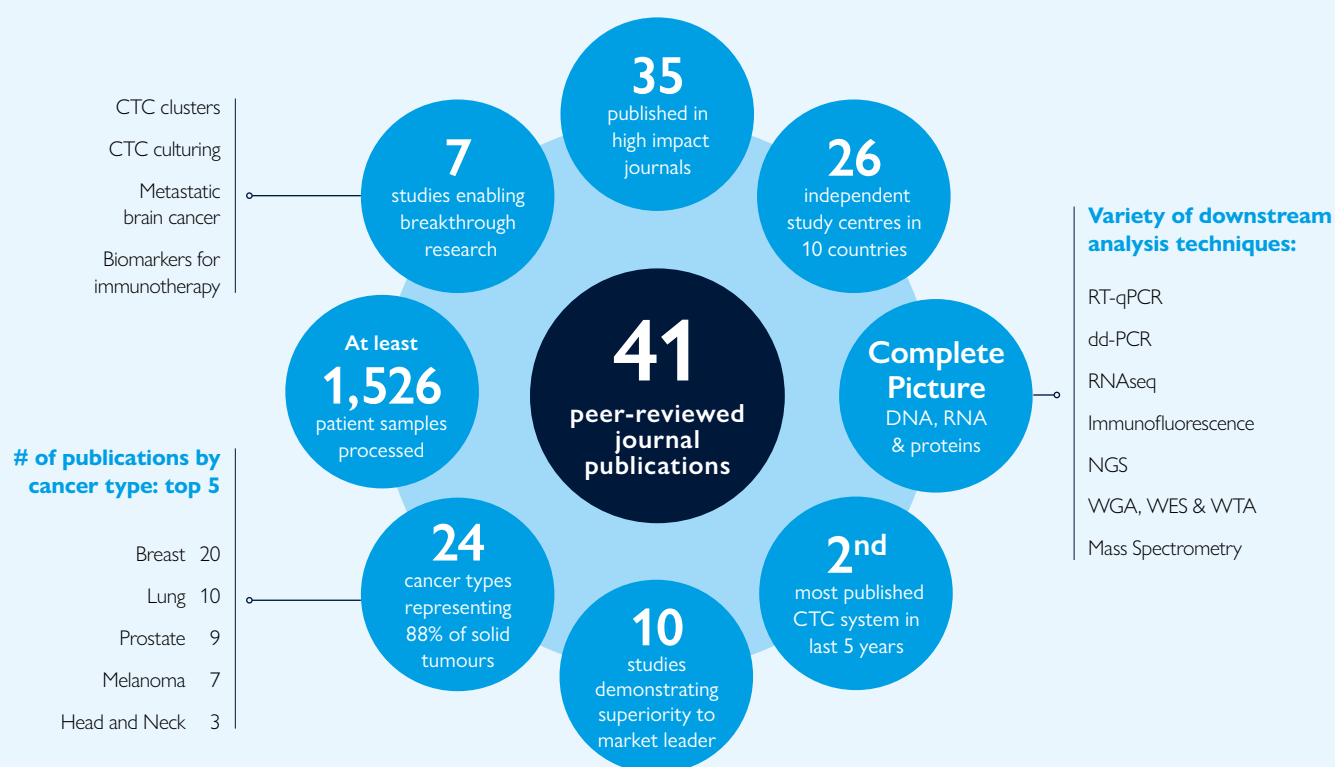 35
published in
high impact
journals
26
independent
study centres in
10 countries
Complete
Picture
DNA, RNA
& proteins
Variety of downstream
analysis techniques:
RT-qPCR
dd-PCR
RNAseq
Immunofluorescence
NGS
WGA, WES & WTA
Mass Spectrometry
2nd
most published
CTC system in
last 5 years
10
studies
demonstrating
superiority to
market leader
24
cancer types
representing
88% of solid
tumours
# of publications by
cancer type: top 5
Breast 20
Lung 10
Prostate 9
Melanoma 7
Head and Neck 3
At least
1,526
patient samples
processed
7
studies enabling
breakthrough
research
CTC clusters
CTC culturing
Metastatic
brain cancer
Biomarkers for
immunotherapy
41
peer-reviewed
journal
publications